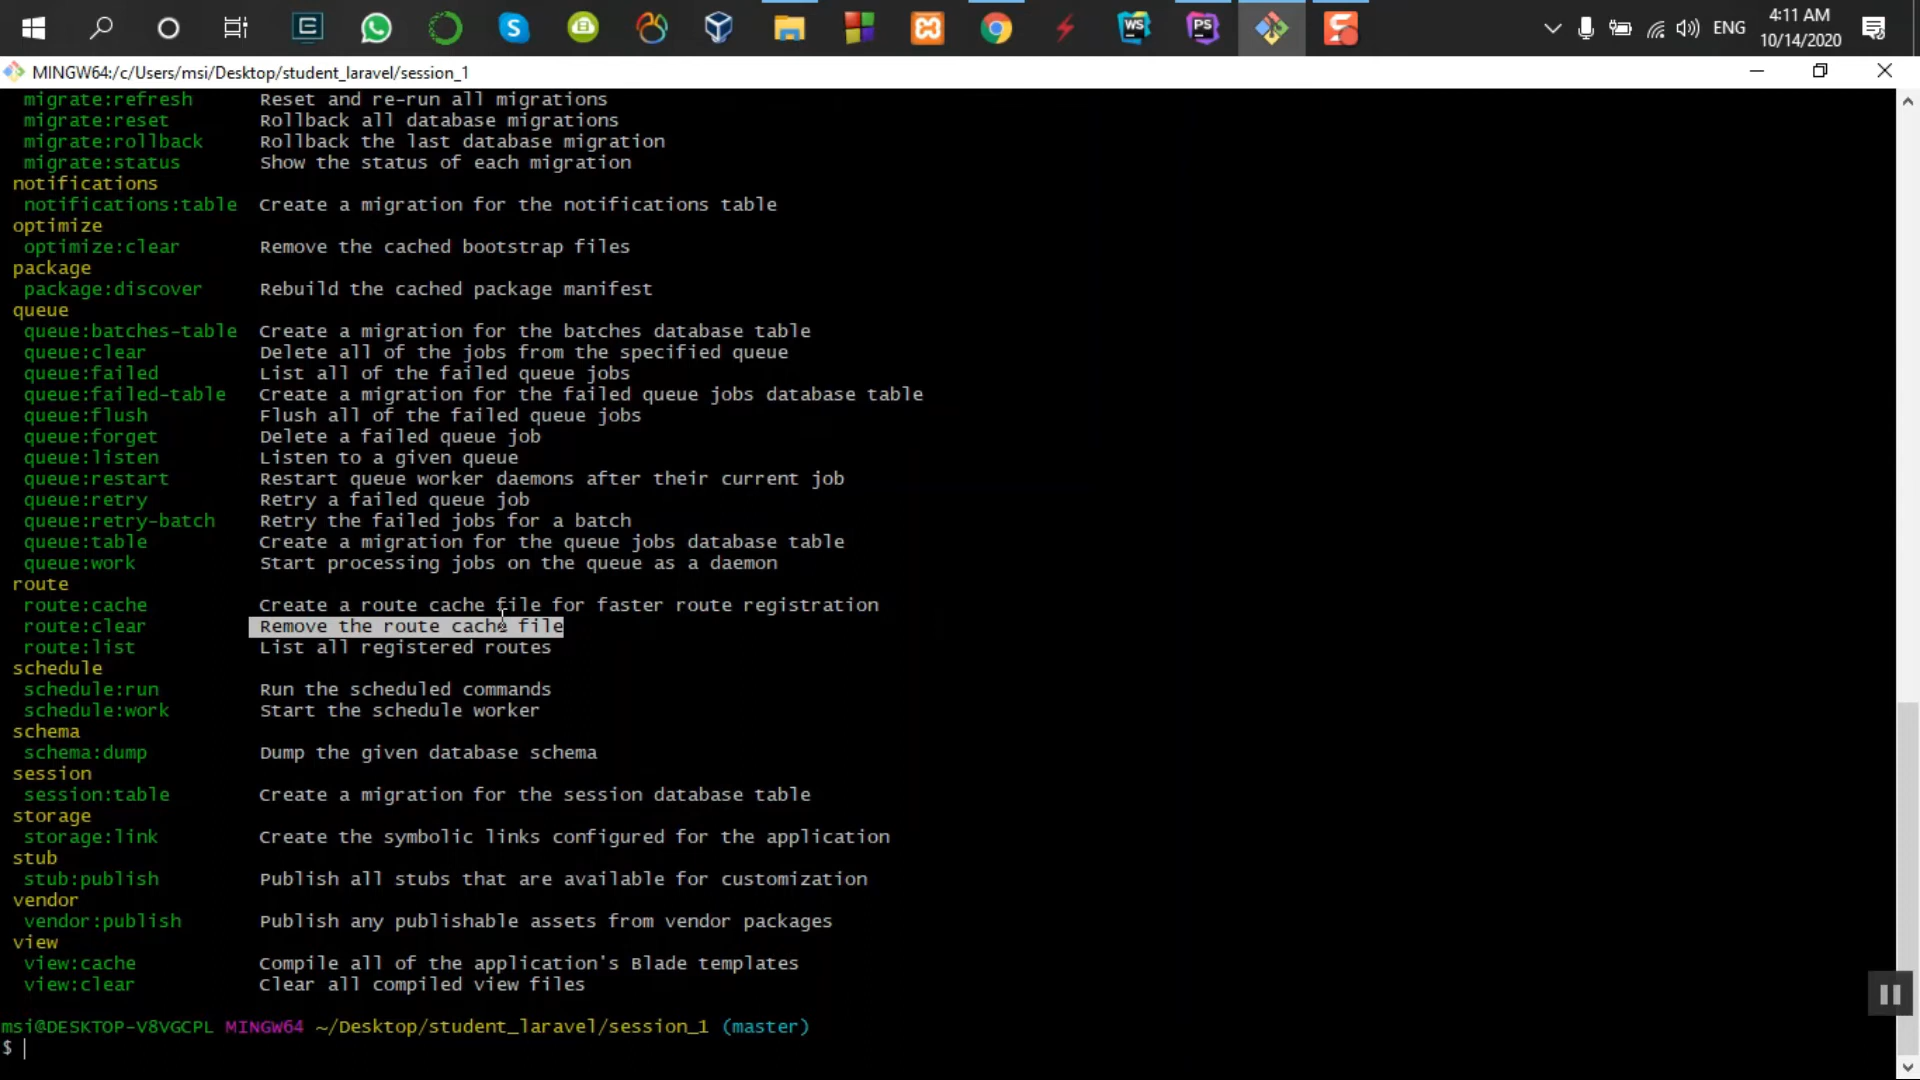 4:11 AM
ENG
10/14/2020
MINGW64:/c/Users/msi/Desktop/student_laravel/session_1
migrate:refresh Reset and re-run all migrations
migrate:reset Rollback all database migrations
migrate:rollback Rollback the last database migration
migrate:status Show the status of each migration
notifications
notifications:table Create a migration for the notifications table
optimize
optimize:clear Remove the cached bootstrap files
package
package:discover Rebuild the cached package manifest
queue
queue:batches-table Create a migration for the batches database table
queue:clear Delete all of the jobs from the specified queue
queue:failed List all of the failed queue jobs
queue:failed-table Create a migration for the failed queue jobs database table
queue:flush Flush all of the failed queue jobs
queue:forget Delete a failed queue job
queue:listen Listen to a given queue
queue:restart Restart queue worker daemons after their current job
queue:retry Retry a failed queue job
queue:retry-batch Retry the failed jobs for a batch
queue:table Create a migration for the queue jobs database table
queue:work Start processing jobs on the queue as a daemon
route
route:cache Create a route cache file for faster route registration
route:clear Remove the route cache file
route:list List all registered routes
schedule
schedule:run Run the scheduled commands
schedule:work Start the schedule worker
schema
schema:dump Dump the given database schema
session
session:table Create a migration for the session database table
storage
storage:link Create the symbolic links configured for the application
stub
stub:publish Publish all stubs that are available for customization
vendor
vendor:publish Publish any publishable assets from vendor packages
view
view:cache Compile all of the application's Blade templates
view:clear Clear all compiled view files
msi@DESKTOP-V8VGCPL MINGW64 ~/Desktop/student_laravel/session_1 (master)
$